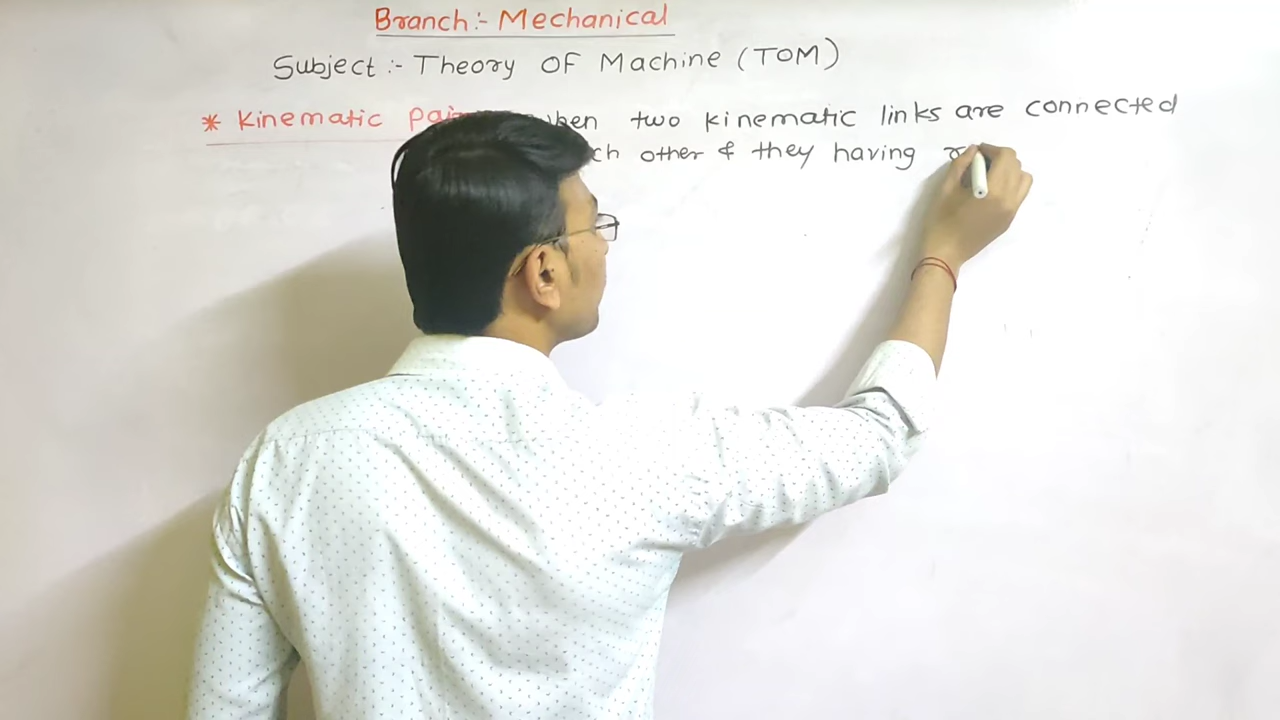 Branch:- Mechanical
Subject:- Theory OF Machine (TOM)
* Kinematic two kinematic links are connected
other & they having